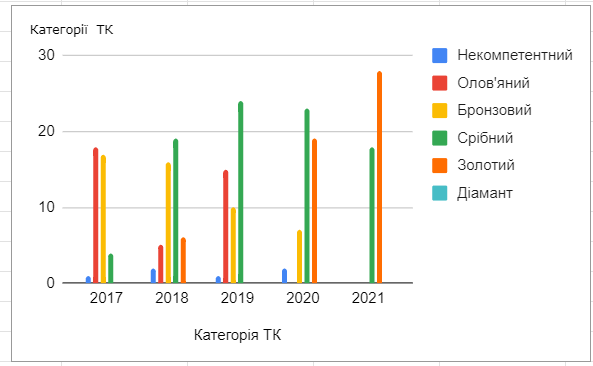 Категорії ТК
30
20
10
0
2017 2018 2019 2020 2021
Категорія ТК
Некомпетентний
Олов'яний
Бронзовий
Срібний
Золотий
Діамант